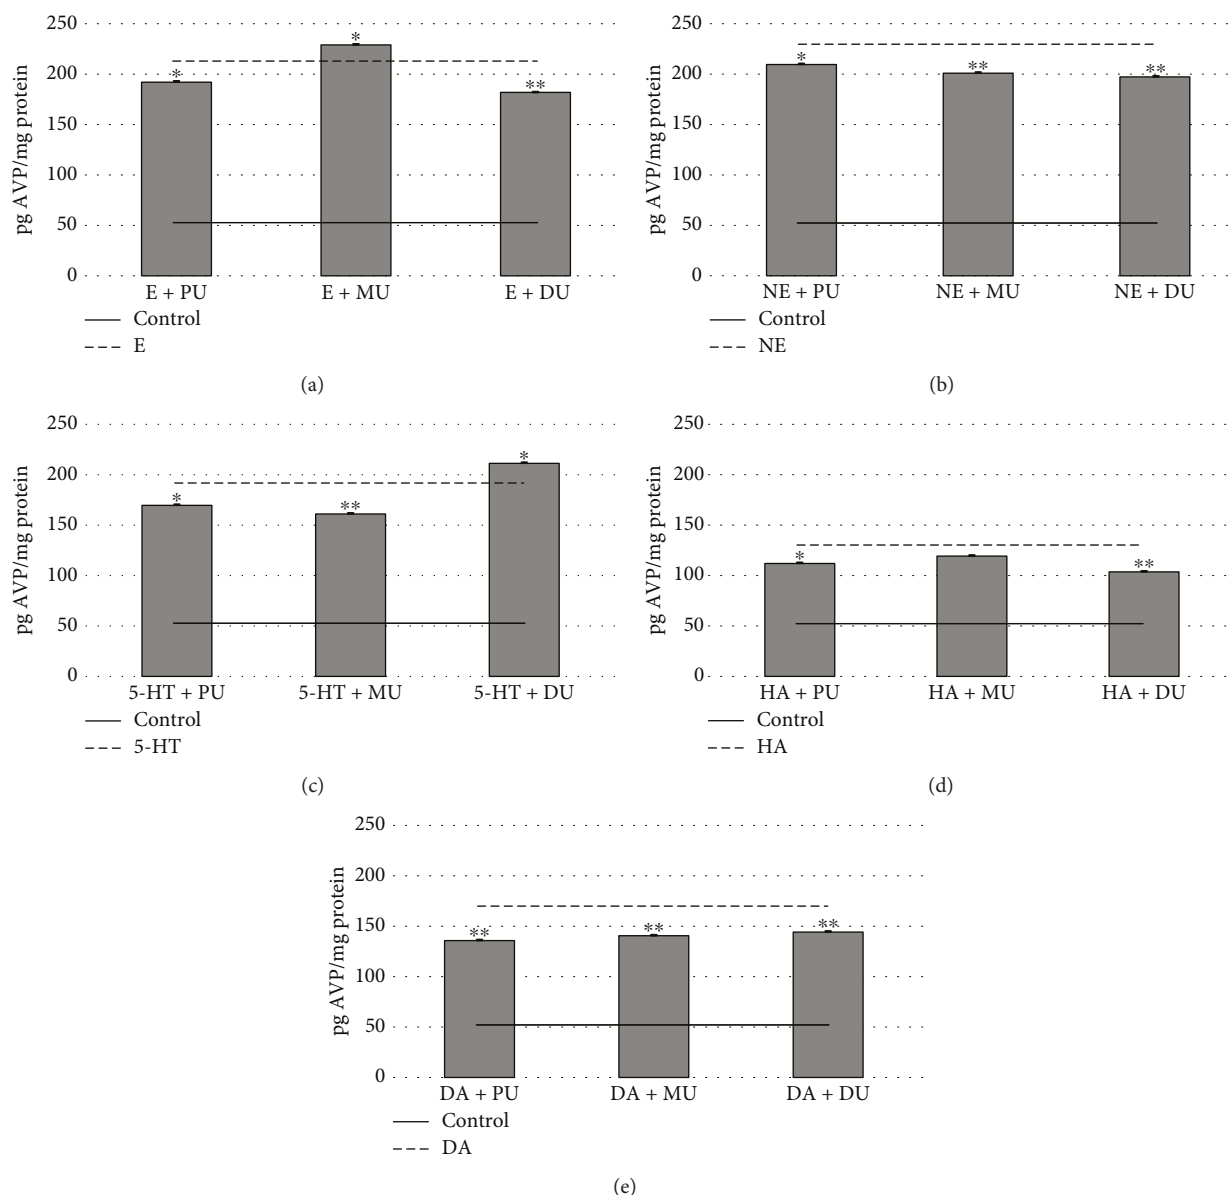 pg AVP/mg protein
250
200
150
100
50
0
*
*
**
E + PU
E + MU
E + DU
Control
E
(a)
pg AVP/mg protein
250
200
150
100
50
0
*
**
**
NE + PU
NE + MU
NE + DU
Control
NE
(b)
pg AVP/mg protein
250
200
150
100
50
0
*
**
*
5-HT + PU
5-HT + MU
5-HT + DU
Control
5-HT
(c)
pg AVP/mg protein
250
200
150
100
50
0
*
**
HA + PU
HA + MU
HA + DU
Control
HA
(d)
pg AVP/mg protein
250
200
150
100
50
0
**
**
**
DA + PU
DA + MU
DA + DU
Control
DA
(e)